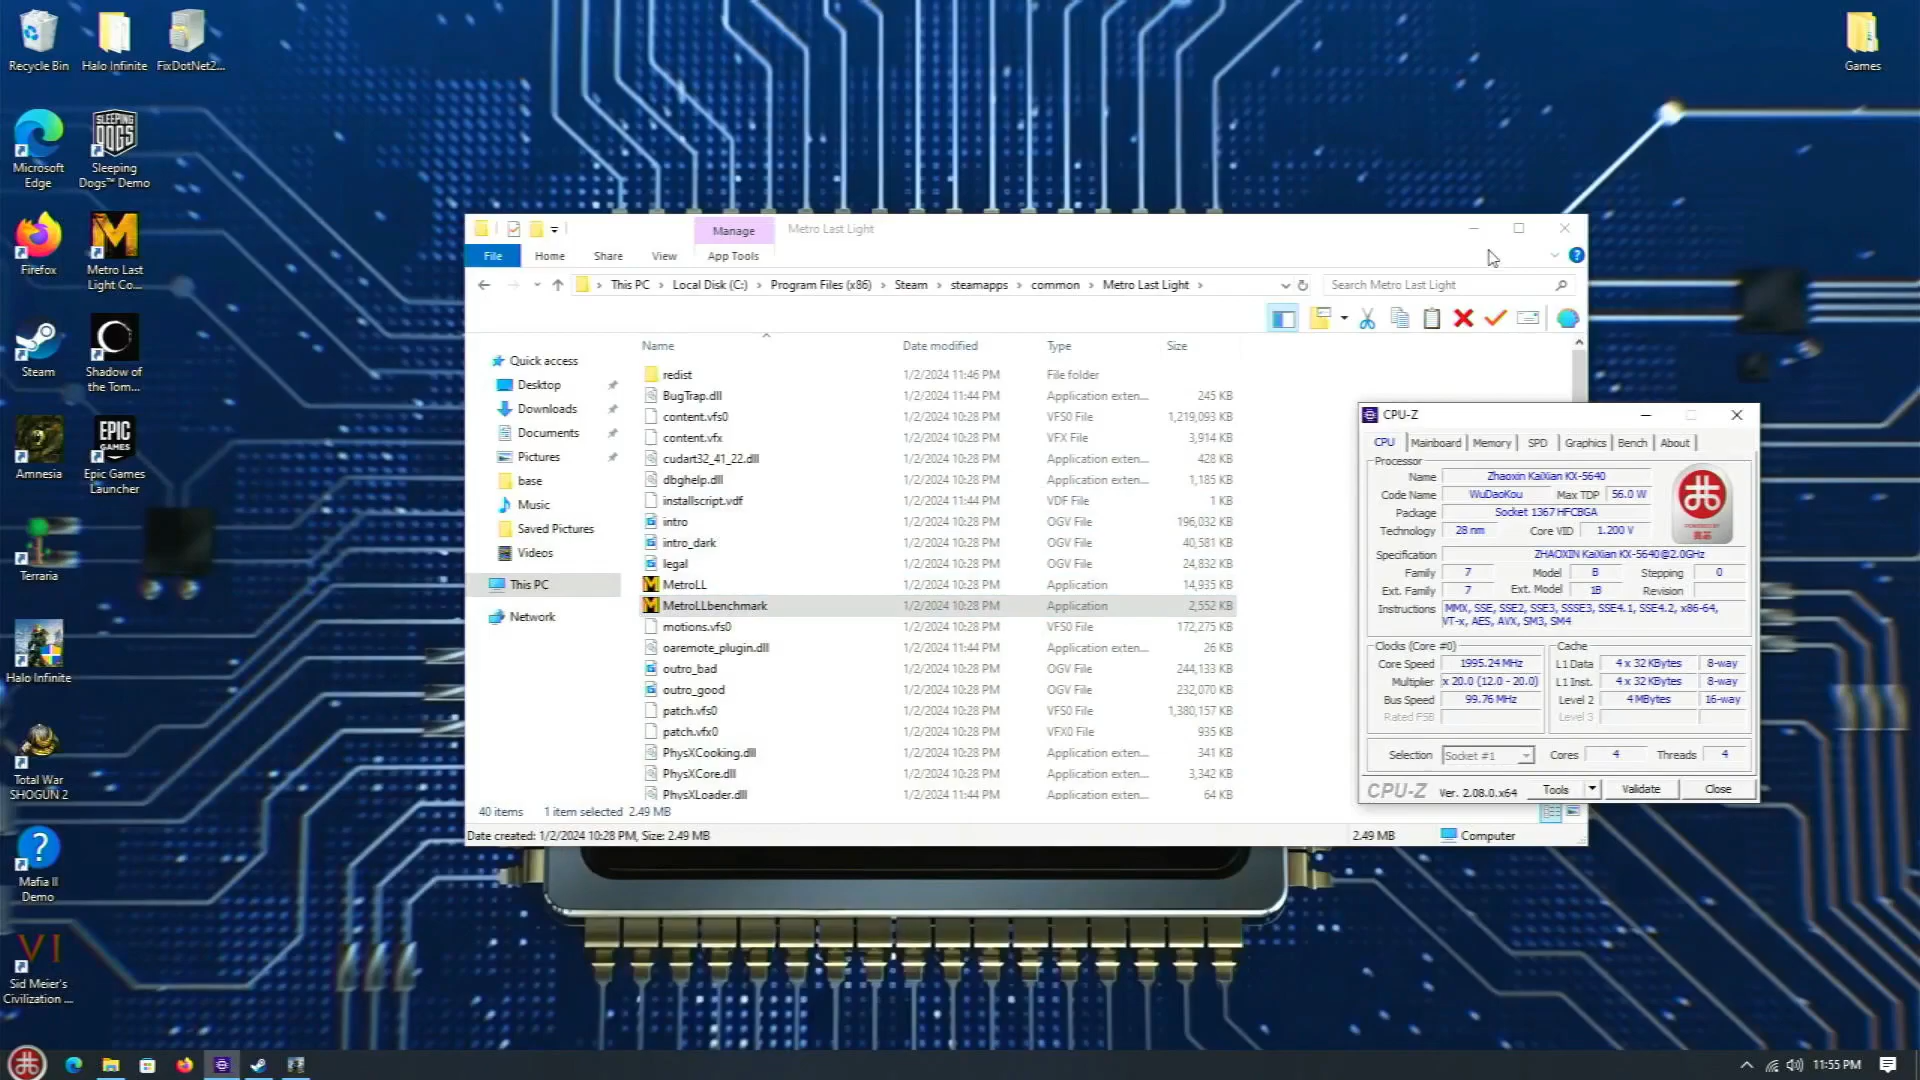 Recycle Bin
Halo Infinite
FixDotNet2...
Games
Microsoft
Edge
SLEEPING
DOGS
Sleeping
Dogs™ Demo
Firefox
Metro Last
Light Co...
Steam
Shadow of
the Tom...
Amnesia
EPIC
GAMES
Epic Games
Launcher
Terraria
Halo Infinite
Total War
SHOGUN 2
Mafia II
Demo
VI
Sid Meier's
Civilization ...
Manage
Metro Last Light
File
Home
Share
View
App Tools
This PC > Local Disk (C:) > Program Files (x86) > Steam > steamapps > common > Metro Last Light >
Search Metro Last Light
Quick access
Desktop
Downloads
Documents
Pictures
base
Music
Saved Pictures
Videos
This PC
Network
Name Date modified Type Size
redist 1/2/2024 11:46 PM File folder
BugTrap.dll 1/2/2024 11:44 PM Application exten... 245 KB
content.vfs0 1/2/2024 10:28 PM VFS0 File 1,219,093 KB
content.vfx 1/2/2024 10:28 PM VFX File 3,914 KB
cudart32_41_22.dll 1/2/2024 10:28 PM Application exten... 428 KB
dbghelp.dll 1/2/2024 10:28 PM Application exten... 1,185 KB
installscript.vdf 1/2/2024 11:44 PM VDF File 1 KB
intro 1/2/2024 10:28 PM OGV File 196,032 KB
intro_dark 1/2/2024 10:28 PM OGV File 40,581 KB
legal 1/2/2024 10:28 PM OGV File 24,832 KB
MetroLL 1/2/2024 10:28 PM Application 14,935 KB
MetroLLbenchmark 1/2/2024 10:28 PM Application 2,552 KB
motions.vfs0 1/2/2024 10:28 PM VFS0 File 172,275 KB
oaremote_plugin.dll 1/2/2024 11:44 PM Application exten... 26 KB
outro_bad 1/2/2024 10:28 PM OGV File 244,133 KB
outro_good 1/2/2024 10:28 PM OGV File 232,070 KB
patch.vfs0 1/2/2024 10:28 PM VFS0 File 1,380,157 KB
patch.vfx0 1/2/2024 10:28 PM VFX0 File 935 KB
PhysXCooking.dll 1/2/2024 10:28 PM Application exten... 341 KB
PhysXCore.dll 1/2/2024 10:28 PM Application exten... 3,342 KB
PhysXLoader.dll 1/2/2024 11:44 PM Application exten... 64 KB
40 items 1 item selected 2.49 MB
Date created: 1/2/2024 10:28 PM, Size: 2.49 MB
2.49 MB Computer
CPU-Z
CPU Mainboard Memory SPD Graphics Bench About
Processor
Name Zhaoxin KaiXian KX-5640
Code Name WuDaoKou Max TDP 56.0 W
Package Socket 1367 HFCBGA
Technology 28 nm Core VID 1.200 V
Specification ZHAOXIN KaiXian KX-5640@2.0GHz
Family 7 Model B Stepping 0
Ext. Family 7 Ext. Model 1B Revision
Instructions MMX, SSE, SSE2, SSE3, SSSE3, SSE4.1, SSE4.2, x86-64,
VT-x, AES, AVX, SM3, SM4
Clocks (Core #0)
Core Speed 1995.24 MHz
Multiplier x 20.0 (12.0 - 20.0)
Bus Speed 99.76 MHz
Rated FSB
Cache
L1 Data 4 x 32 KBytes 8-way
L1 Inst. 4 x 32 KBytes 8-way
Level 2 4 MBytes 16-way
Level 3
Selection Socket #1 Cores 4 Threads 4
CPU-Z Ver. 2.08.0.x64 Tools Validate Close
11:55 PM